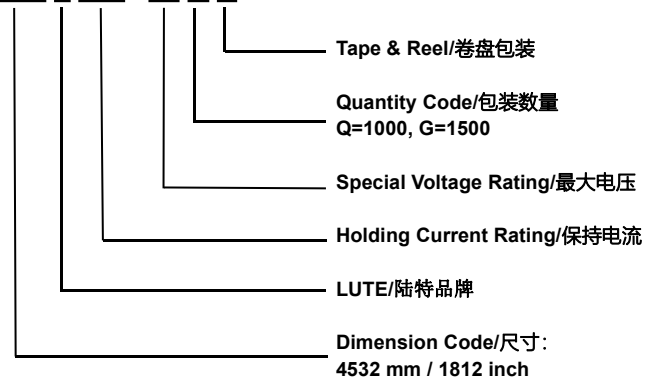 Tape & Reel/卷盘包装
Quantity Code/包装数量
Q=1000, G=1500
Special Voltage Rating/最大电压
Holding Current Rating/保持电流
LUTE/陆特品牌
Dimension Code/尺寸：
4532 mm / 1812 inch